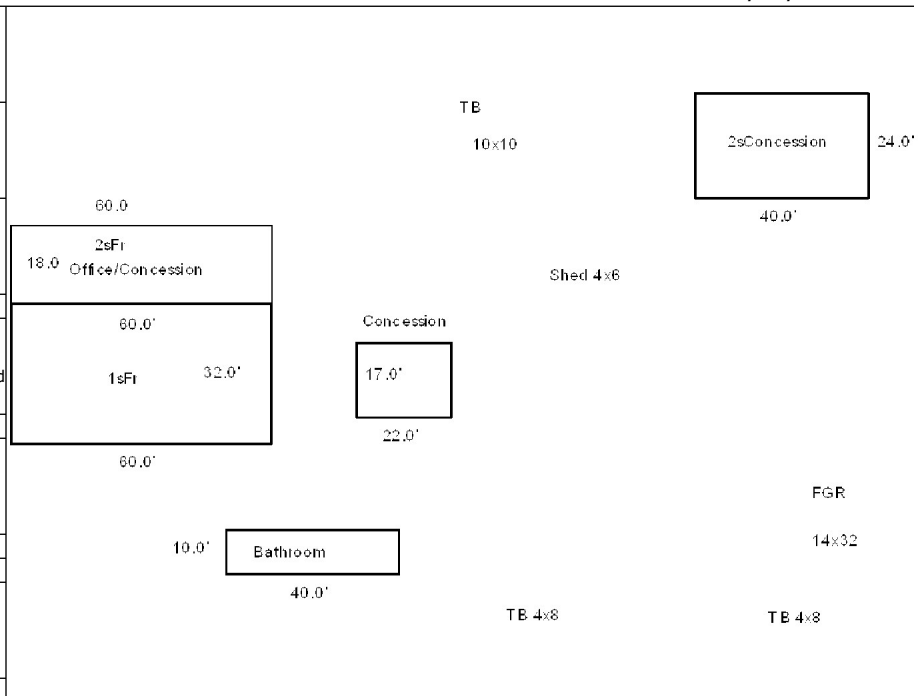 TB
10x10
2sConcession
24.0'
40.0'
60.0
2sFr
18.0 Office/Concession
Shed 4x6
60.0'
Concession
1sFr
32.0'
17.0'
22.0'
60.0'
FGR
14x32
10.0'
Bathroom
40.0'
TB 4x8
TB 4x8